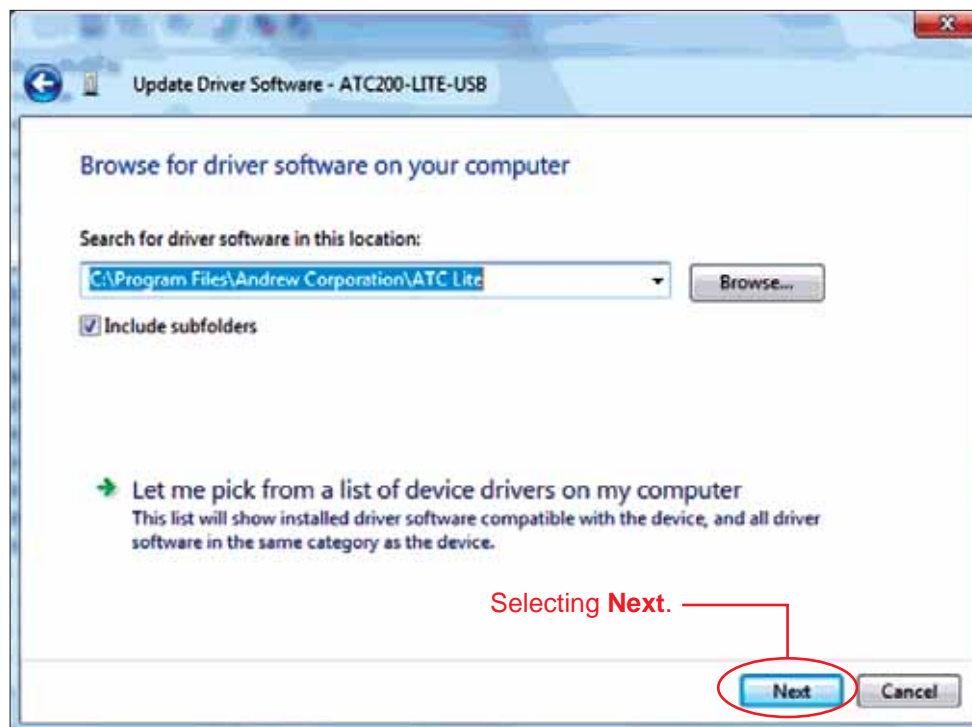 Update Driver Software - ATC200-LITE-USB
Browse for driver software on your computer
Search for driver software in this location:
C:\Program Files\Andrew Corporation\ATC Lite
Browse...
Include subfolders
Let me pick from a list of device drivers on my computer
This list will show installed driver software compatible with the device, and all driver
software in the same category as the device.
Selecting Next.
Next
Cancel